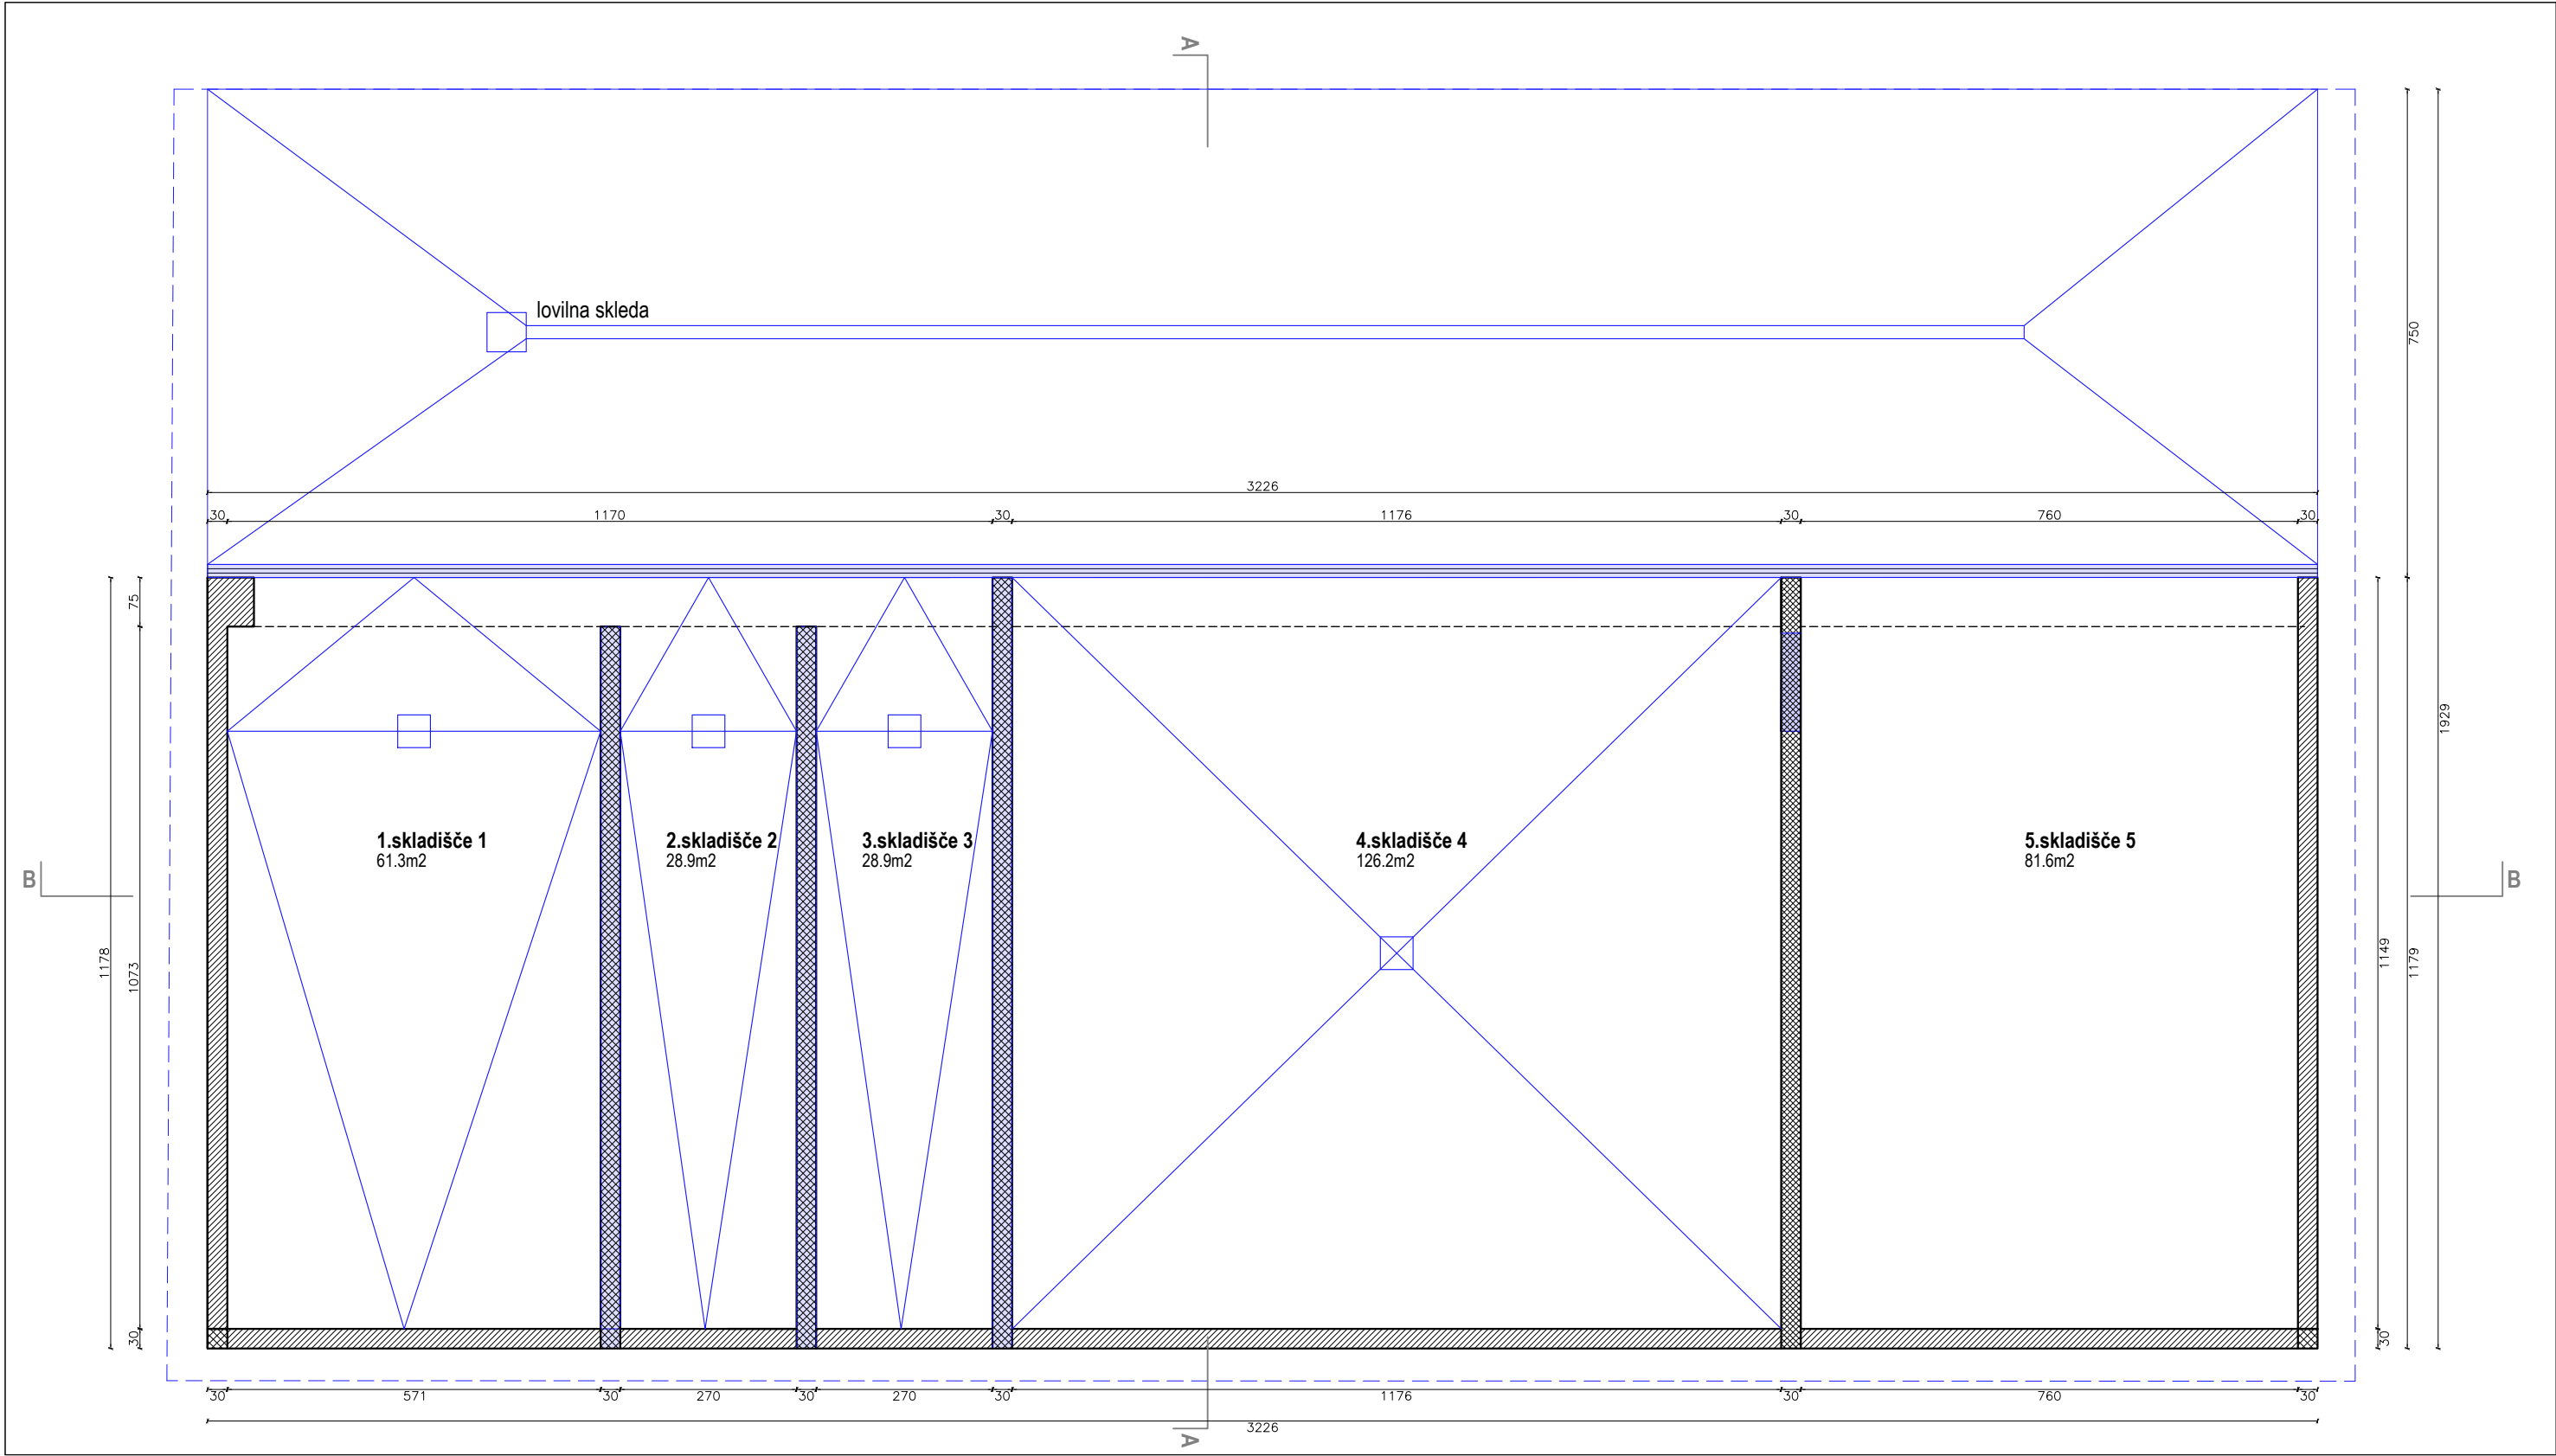 A
lovilna skleda
750
3226
30
1170
30
1176
30
760
30
75
1929
1.skladišče 1
61.3m2
2.skladišče 2
28.9m2
3.skladišče 3
28.9m2
4.skladišče 4
126.2m2
5.skladišče 5
81.6m2
B
B
1178
1073
1149
1179
30
30
30
571
30
270
30
270
30
1176
30
760
30
3226
A